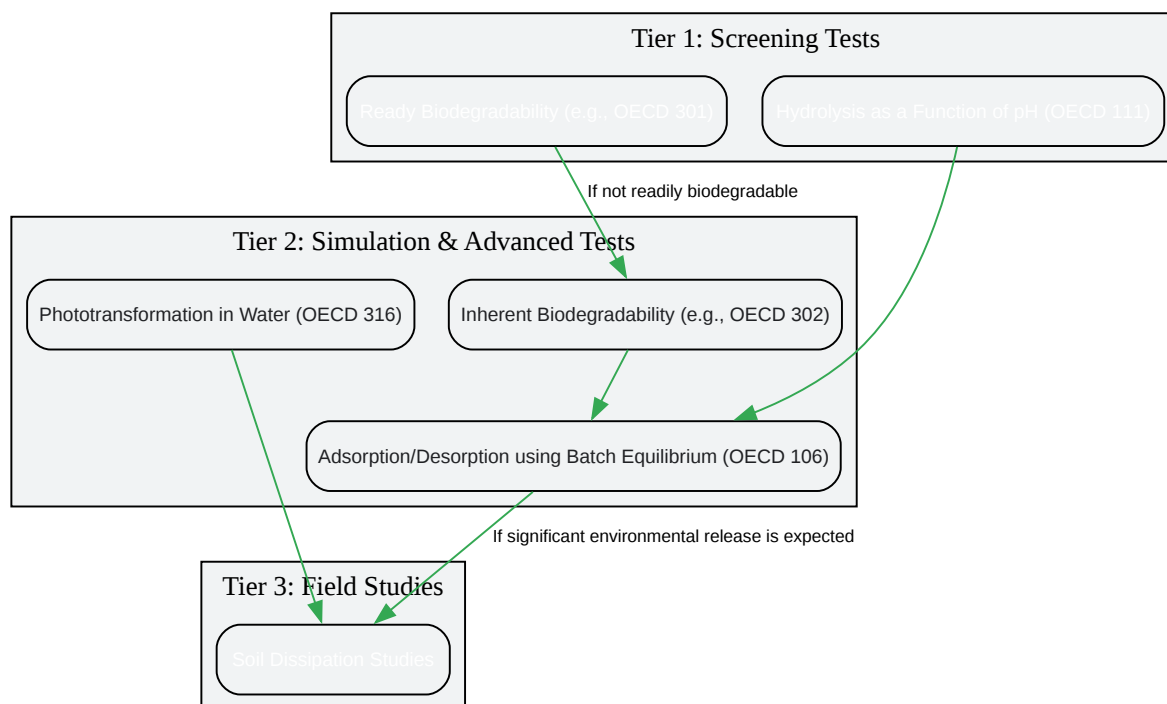 Tier 1: Screening Tests
Ready Biodegradability (e.g., OECD 301)
Hydrolysis as a Function of pH (OECD 111)
If not readily biodegradable
Tier 2: Simulation & Advanced Tests
Phototransformation in Water (OECD 316)
Inherent Biodegradability (e.g., OECD 302)
Adsorption/Desorption using Batch Equilibrium (OECD 106)
If significant environmental release is expected
Tier 3: Field Studies
Soil Dissipation Studies